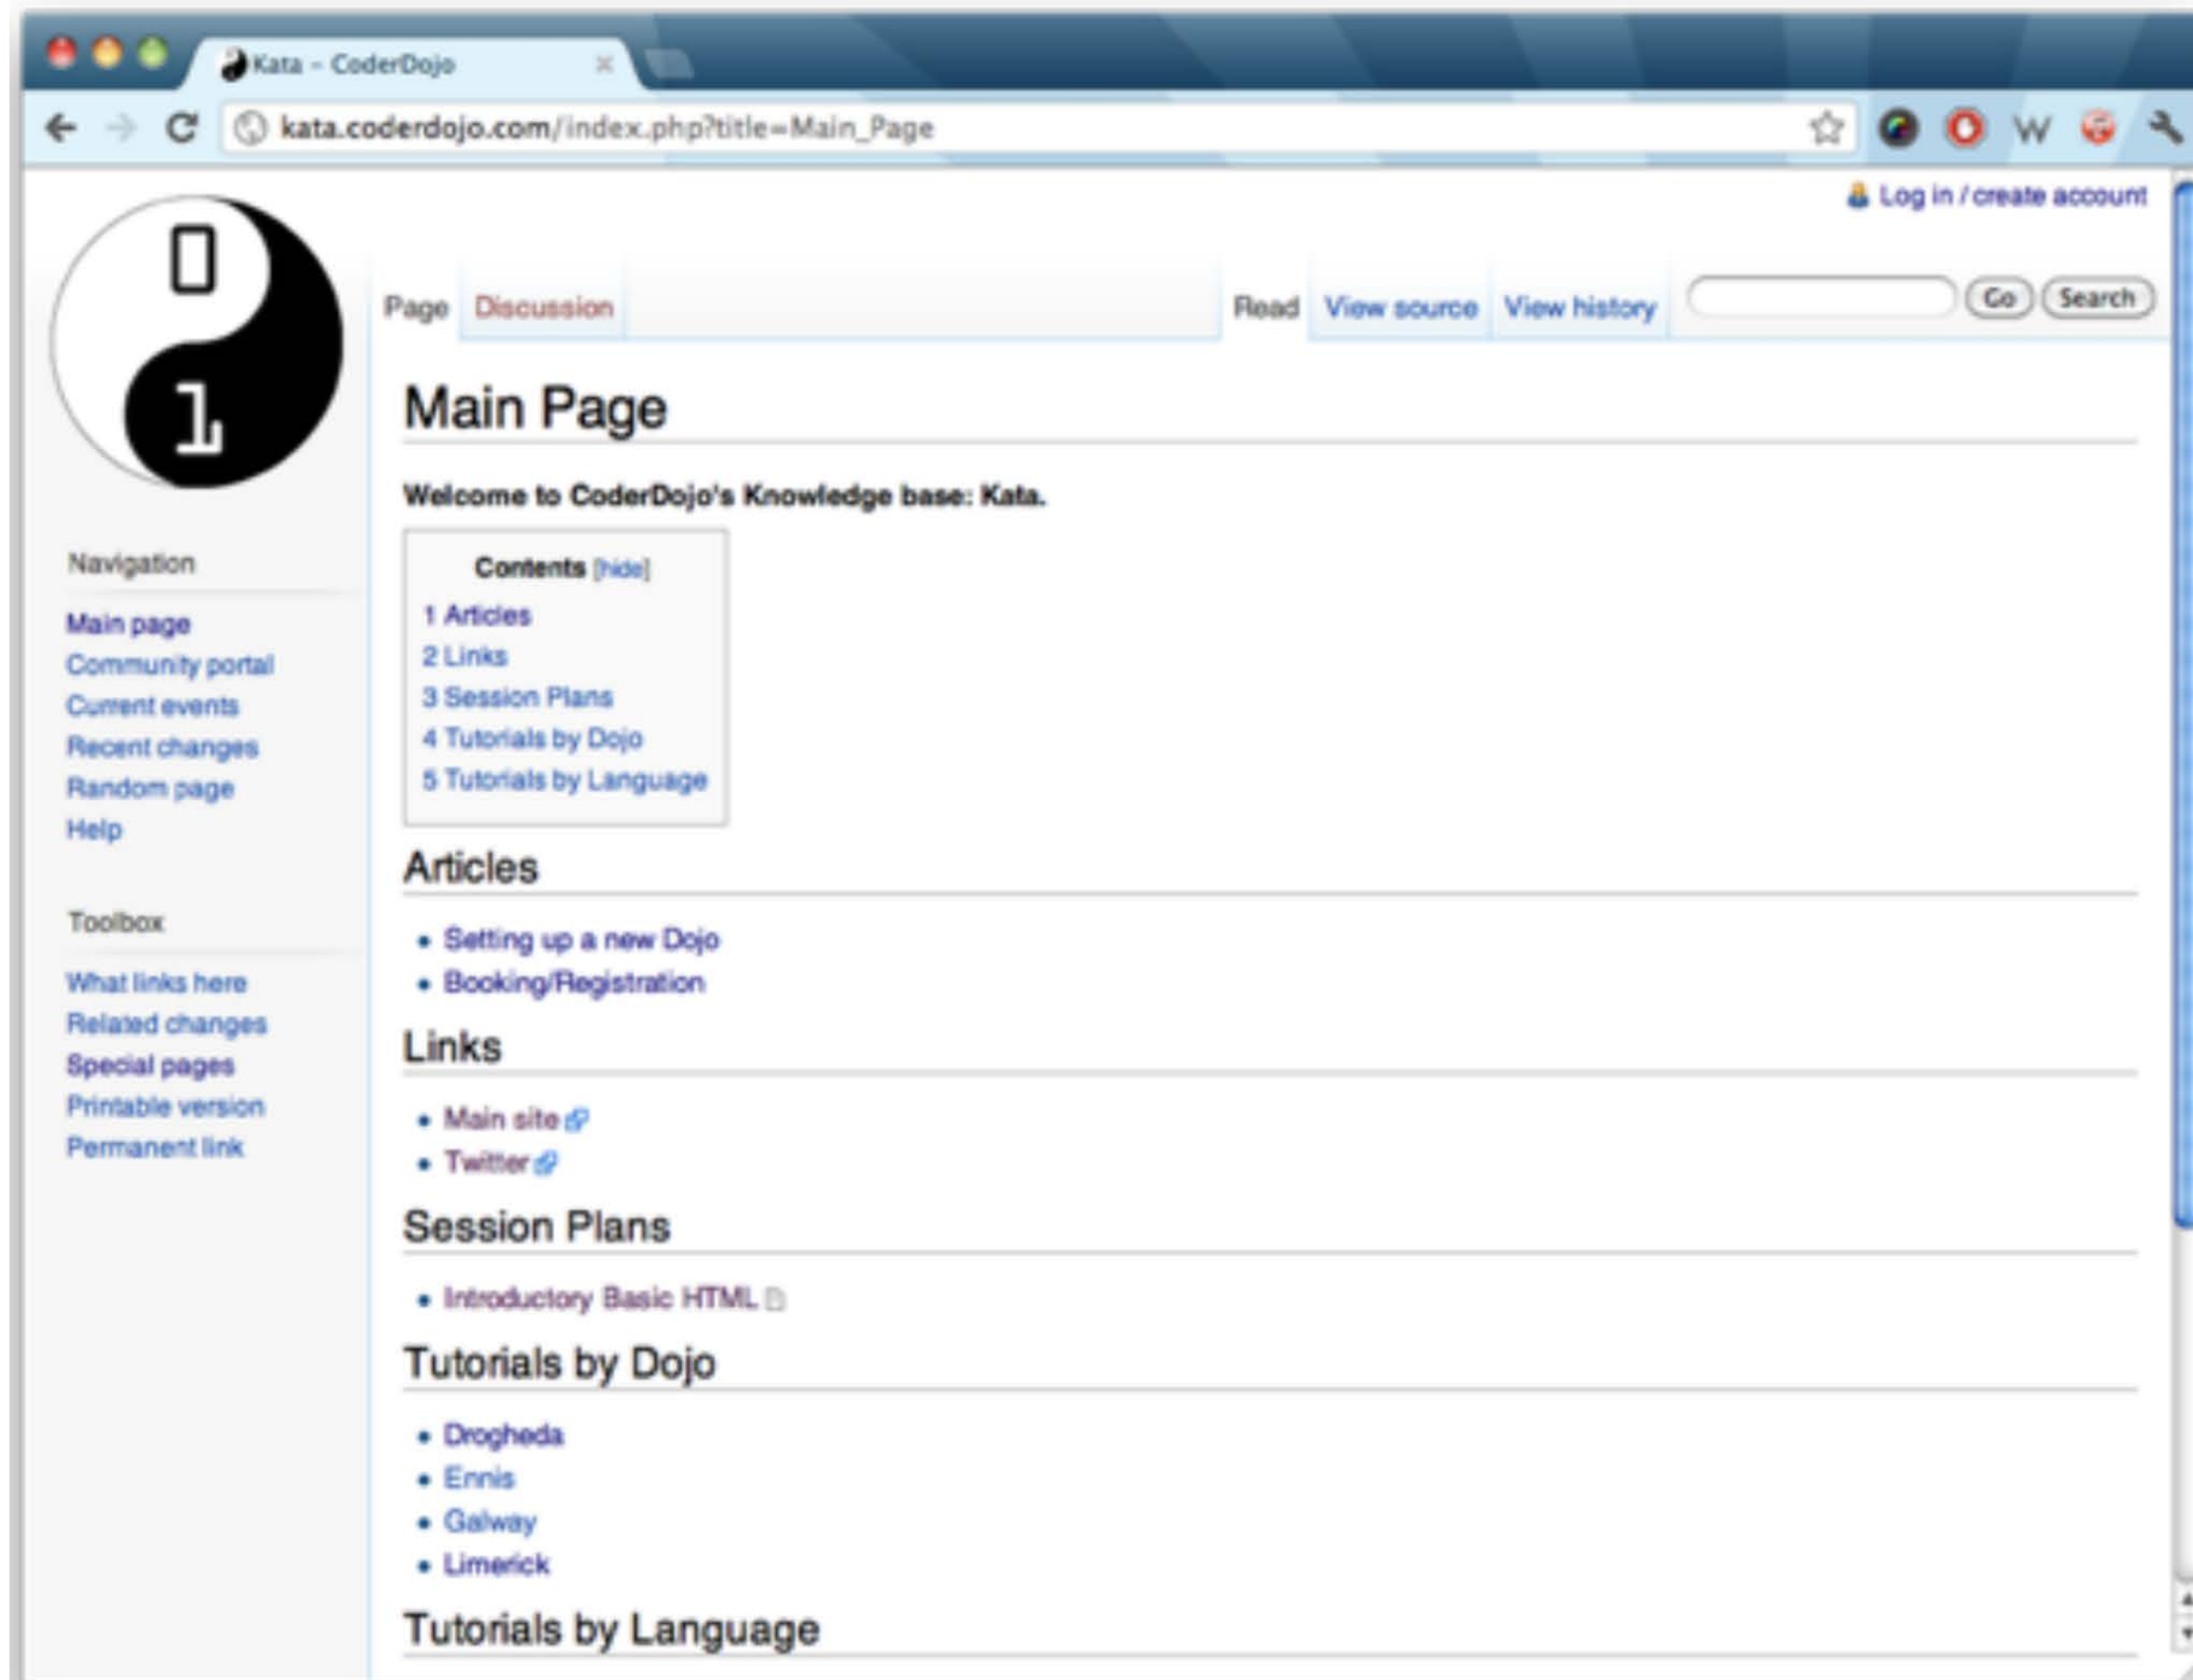 Kata – CoderDojo
kata.coderdojo.com/index.php?title=Main_Page
Log in / create account
0
1
Page Discussion Read View source View history Go Search
Main Page
Welcome to CoderDojo's Knowledge base: Kata.
Contents [hide]
1 Articles
2 Links
3 Session Plans
4 Tutorials by Dojo
5 Tutorials by Language
Navigation
Main page
Community portal
Current events
Recent changes
Random page
Help
Toolbox
What links here
Related changes
Special pages
Printable version
Permanent link
Articles
• Setting up a new Dojo
• Booking/Registration
Links
• Main site
• Twitter
Session Plans
• Introductory Basic HTML
Tutorials by Dojo
• Drogheda
• Ennis
• Galway
• Limerick
Tutorials by Language